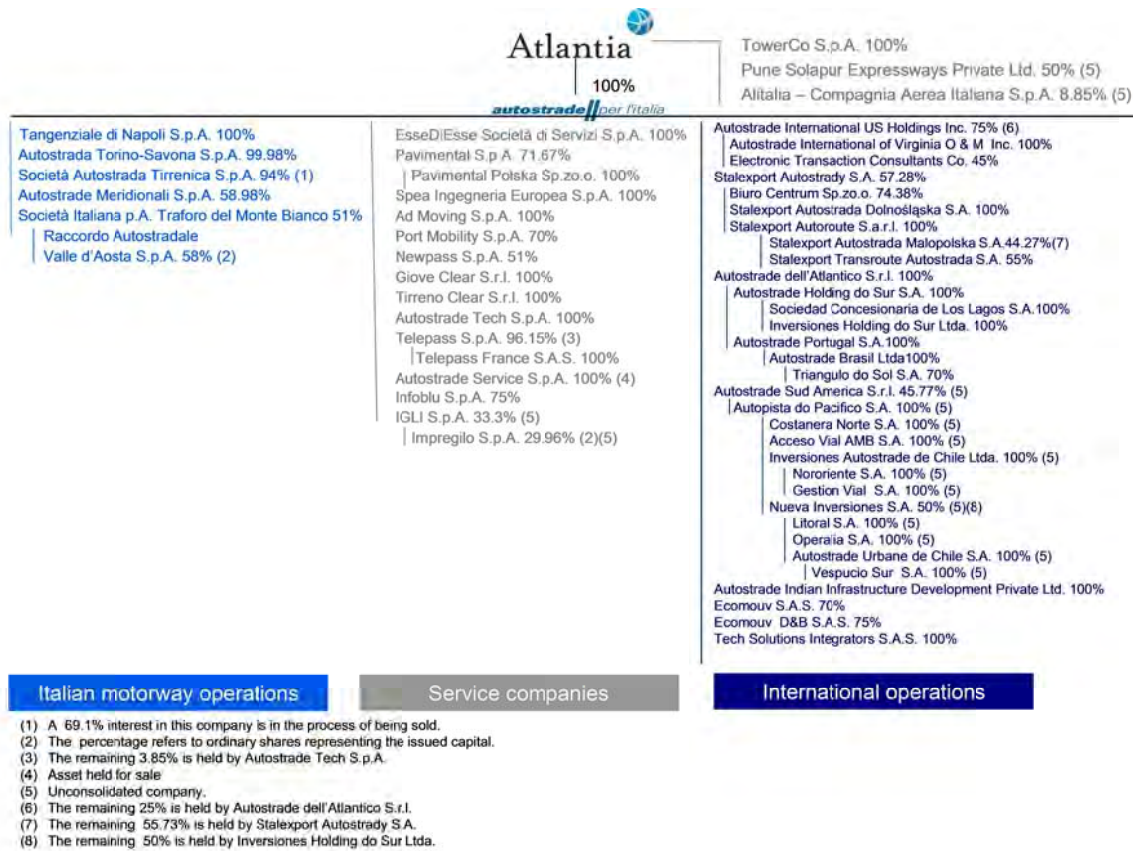 Atlantia
100%
autostrade//per l'italia
TowerCo S.p.A. 100%
Pune Solapur Expressways Private Ltd. 50% (5)
Alitalia – Compagnia Aerea Italiana S.p.A. 8.85% (5)
Tangenziale di Napoli S.p.A. 100%
Autostrada Torino-Savona S.p.A. 99.98%
Società Autostrada Tirrenica S.p.A. 94% (1)
Autostrade Meridionali S.p.A. 58.98%
Società Italiana p.A. Traforo del Monte Bianco 51%
Raccordo Autostradale
Valle d'Aosta S.p.A. 58% (2)
EsseDiEsse Società di Servizi S.p.A. 100%
Pavimental S.p.A. 71.67%
Pavimental Polska Sp.zo.o. 100%
Spea Ingegneria Europea S.p.A. 100%
Ad Moving S.p.A. 100%
Port Mobility S.p.A. 70%
Newpass S.p.A. 51%
Giove Clear S.r.l. 100%
Tirreno Clear S.r.l. 100%
Autostrade Tech S.p.A. 100%
Telepass S.p.A. 96.15% (3)
Telepass France S.A.S. 100%
Autostrade Service S.p.A. 100% (4)
Infoblu S.p.A. 75%
IGLI S.p.A. 33.3% (5)
Impregilo S.p.A. 29.96% (2)(5)
Autostrade International US Holdings Inc. 75% (6)
Autostrade International of Virginia O & M Inc. 100%
Electronic Transaction Consultants Co. 45%
Stalexport Autostrady S.A. 57.28%
Biuro Centrum Sp.zo.o. 74.38%
Stalexport Autostrada Dolnośląska S.A. 100%
Stalexport Autoroute S.a.r.l. 100%
Stalexport Autostrada Malopolska S.A.44.27%(7)
Stalexport Transroute Autostrada S.A. 55%
Autostrade dell'Atlantico S.r.l. 100%
Autostrade Holding do Sur S.A. 100%
Sociedad Concesionaria de Los Lagos S.A.100%
Inversiones Holding do Sur Ltda. 100%
Autostrade Portugal S.A.100%
Autostrade Brasil Ltda100%
Triangulo do Sol S.A. 70%
Autostrade Sud America S.r.l. 45.77% (5)
Autopista do Pacifico S.A. 100% (5)
Costanera Norte S.A. 100% (5)
Acceso Vial AMB S.A. 100% (5)
Inversiones Autostrade de Chile Ltda. 100% (5)
Nororiente S.A. 100% (5)
Gestion Vial S.A. 100% (5)
Nueva Inversiones S.A. 50% (5)(8)
Litoral S.A. 100% (5)
Operalia S.A. 100% (5)
Autostrade Urbane de Chile S.A. 100% (5)
Vespucio Sur S.A. 100% (5)
Autostrade Indian Infrastructure Development Private Ltd. 100%
Ecomouv S.A.S. 70%
Ecomouv D&B S.A.S. 75%
Tech Solutions Integrators S.A.S. 100%
Italian motorway operations
Service companies
International operations
(1) A 69.1% interest in this company is in the process of being sold.
(2) The percentage refers to ordinary shares representing the issued capital.
(3) The remaining 3.85% is held by Autostrade Tech S.p.A.
(4) Asset held for sale
(5) Unconsolidated company.
(6) The remaining 25% is held by Autostrade dell'Atlantico S.r.l.
(7) The remaining 55.73% is held by Stalexport Autostrady S.A.
(8) The remaining 50% is held by Inversiones Holding do Sur Ltda.